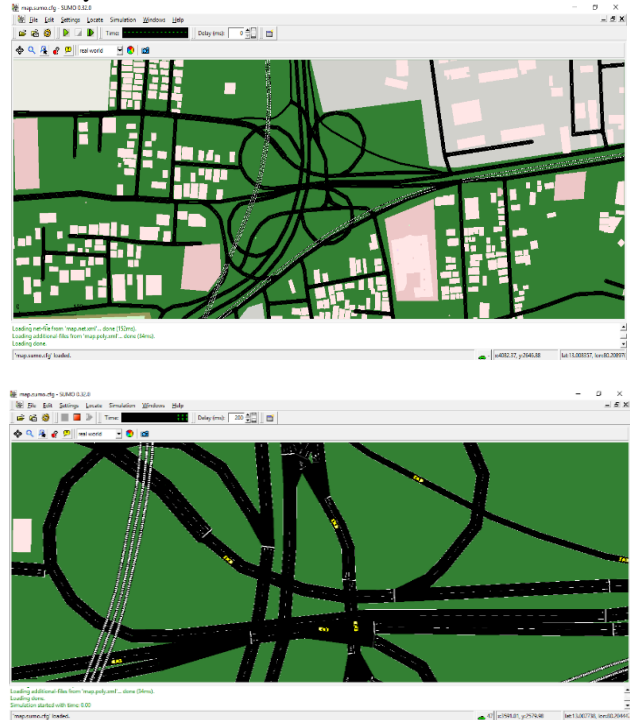 map.sumo.cfg - SUMO 0.32.0
File Edit Settings Locate Simulation Windows Help
Time: Delay (ms): 0
real world
Loading net-file from 'map.net.xml'... done (152ms).
Loading additional-files from 'map.poly.xml'... done (34ms).
Loading done.
'map.sumo.cfg' loaded.
map.sumo.cfg - SUMO 0.32.0
File Edit Settings Locate Simulation Windows Help
Time: Delay (ms): 200
real world
Loading additional-files from 'map.poly.xml'... done (34ms).
Loading done.
Simulation started with time: 0.00
'map.sumo.cfg' loaded.